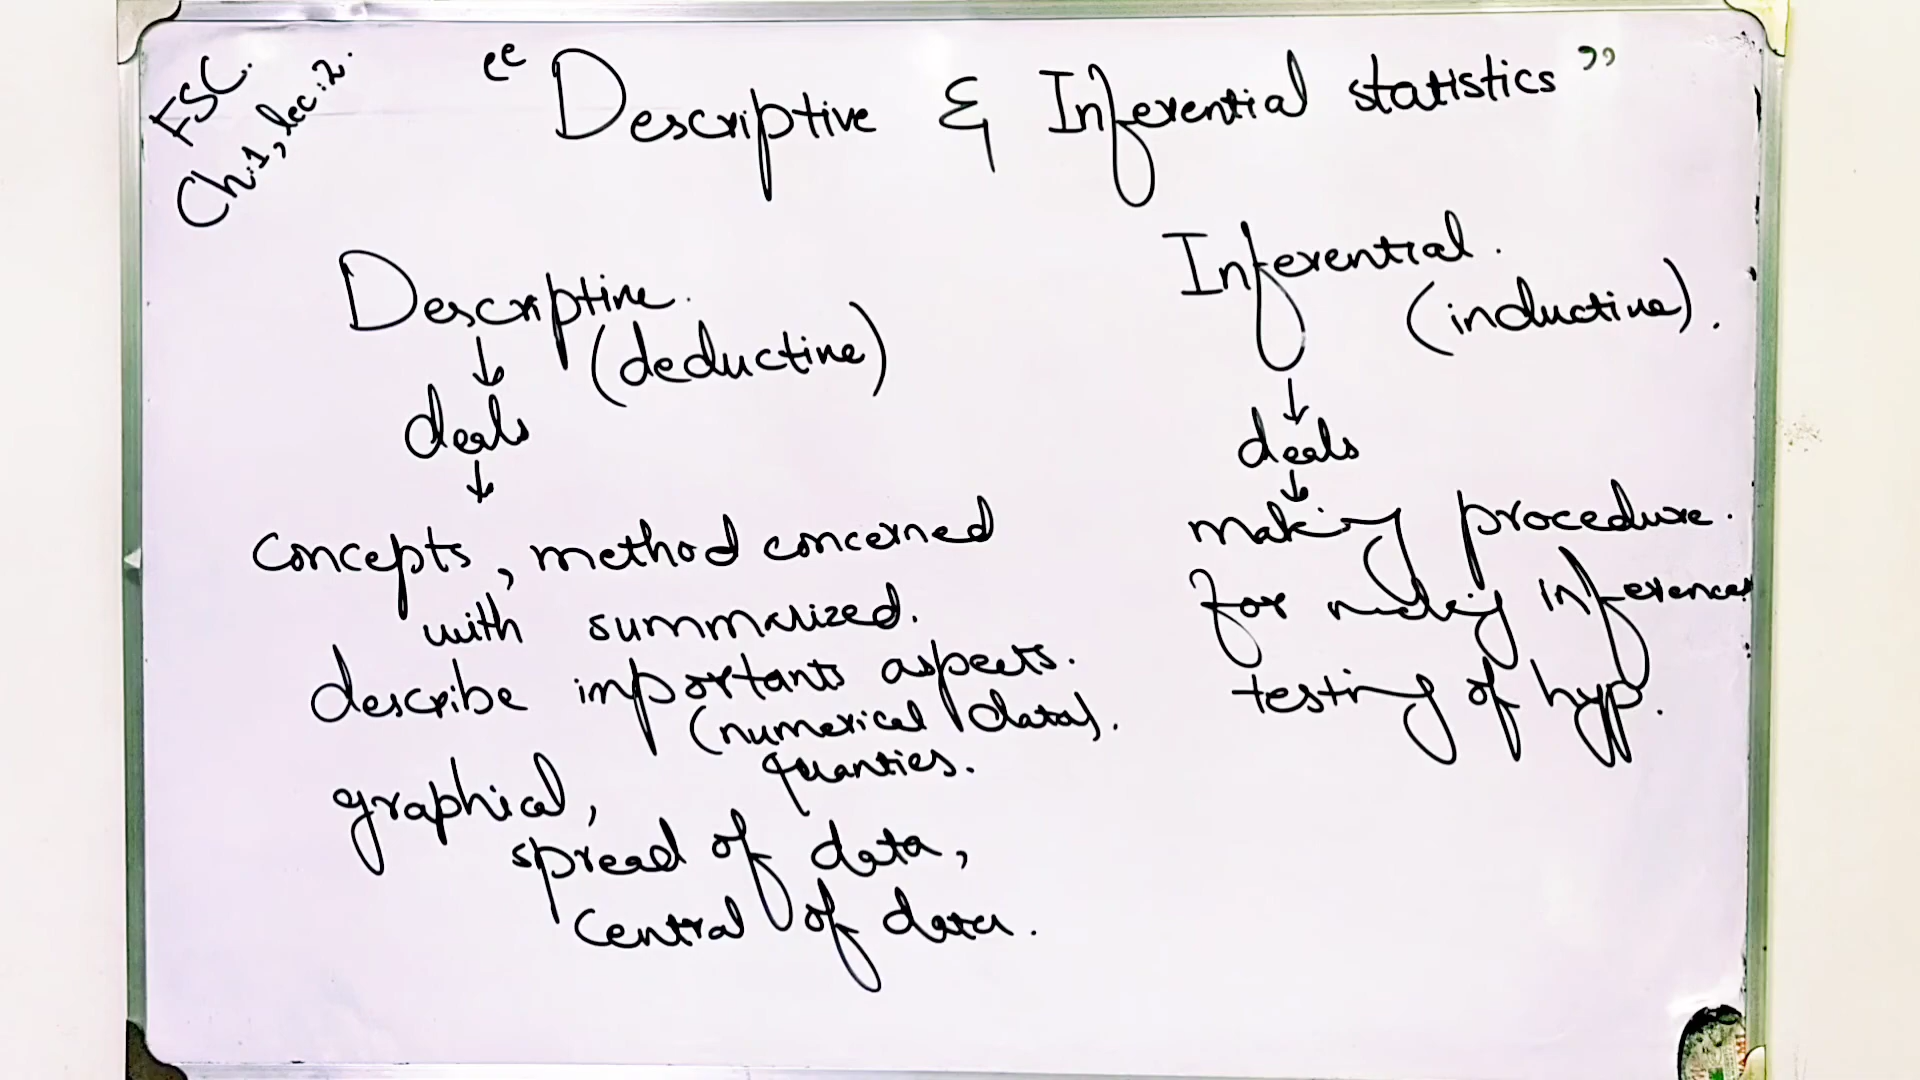 FSC.
Ch:1, lec:2.
"Descriptive & Inferential statistics"
Descriptive.
(deductive)
↓
deals
↓
concepts, method concerned
with summarized.
describe importants aspects.
(numerical data).
quanties.
graphical,
spread of data,
central of data.
Inferential.
(inductive).
↓
deals
↓
making procedure.
for making inferences
testing of hyp.